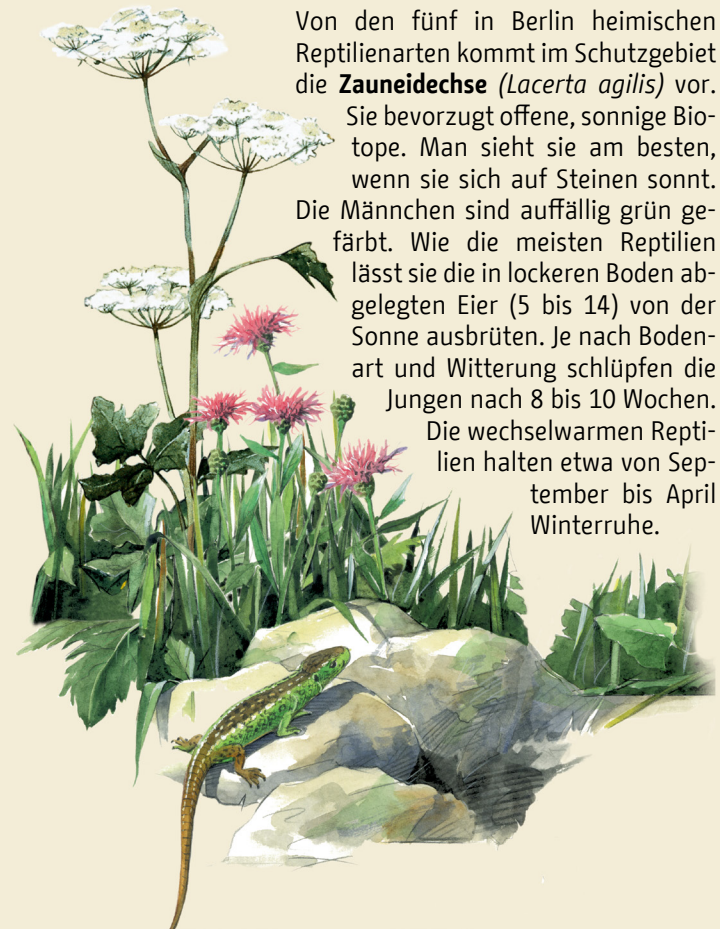 Von den fünf in Berlin heimischen
Reptilienarten kommt im Schutzgebiet
die Zauneidechse (Lacerta agilis) vor.
Sie bevorzugt offene, sonnige Bio-
tope. Man sieht sie am besten,
wenn sie sich auf Steinen sonnt.
Die Männchen sind auffällig grün ge-
färbt. Wie die meisten Reptilien
lässt sie die in lockeren Boden ab-
gelegten Eier (5 bis 14) von der
Sonne ausbrüten. Je nach Boden-
art und Witterung schlüpfen die
Jungen nach 8 bis 10 Wochen.
Die wechselwarmen Repti-
lien halten etwa von Sep-
tember bis April
Winterruhe.